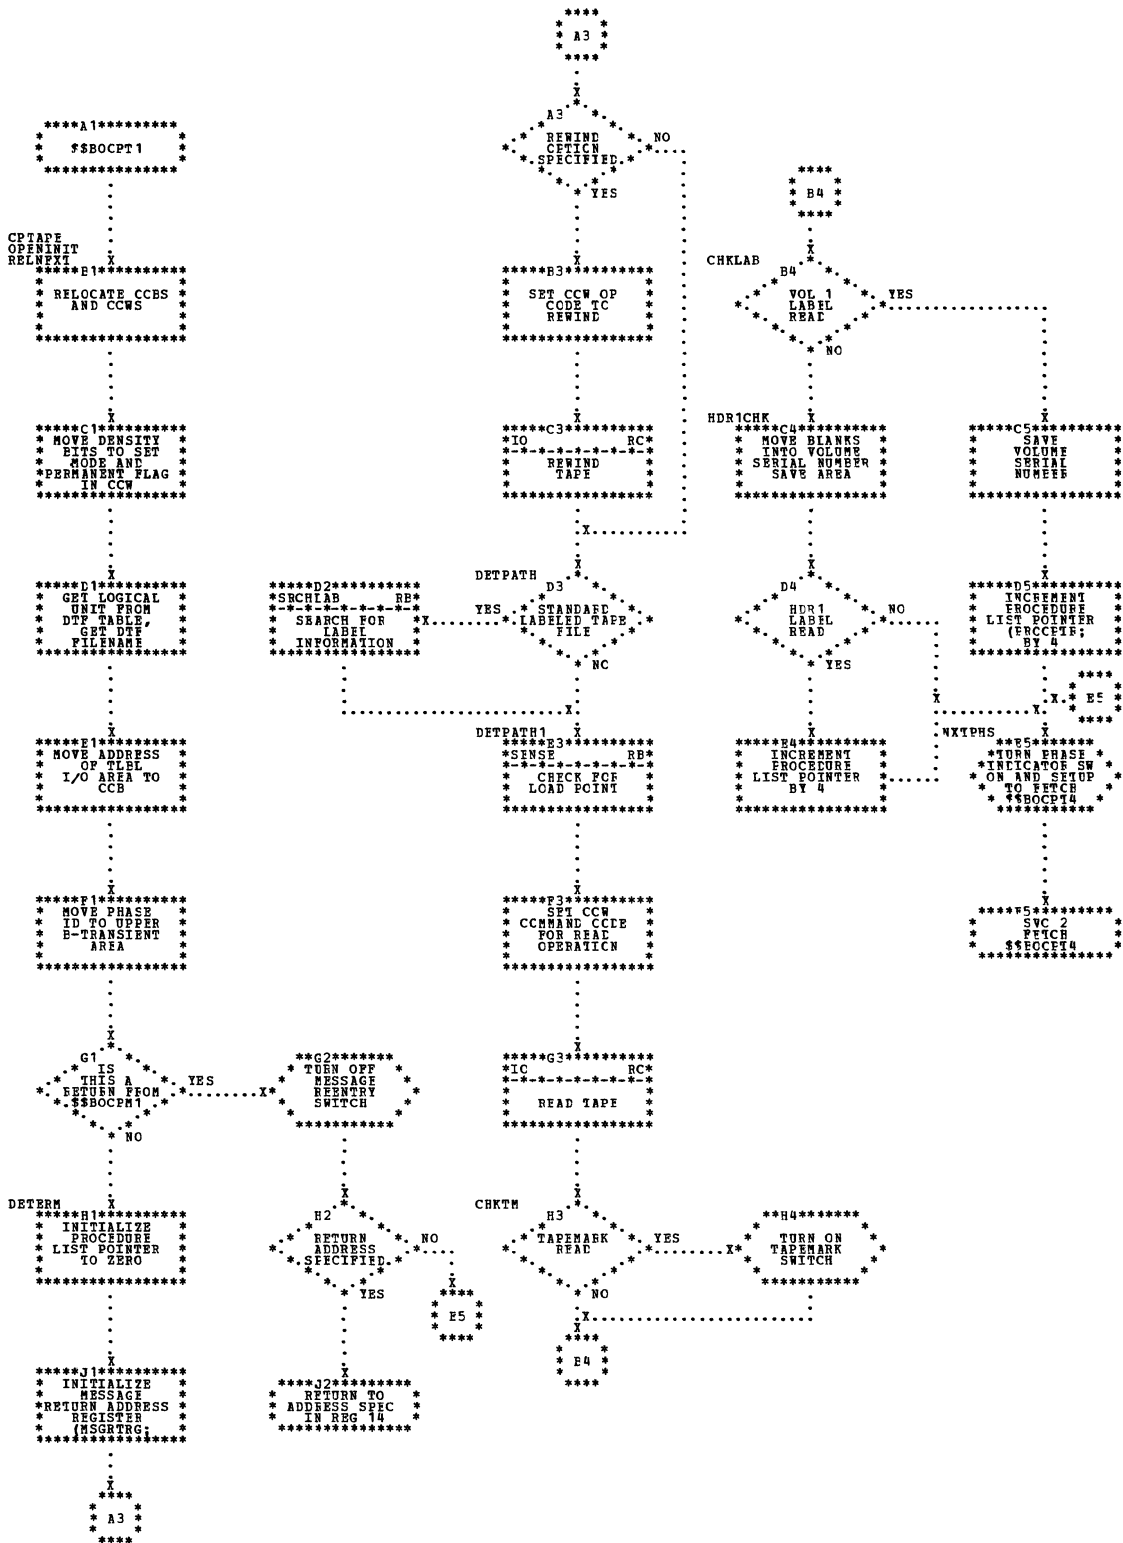 A1
$$BOCPT1
CPTAPE
OPENINIT
RELNPXT
B1
RELOCATE CCBS
AND CCWS
C1
MOVE DENSITY
BITS TO SET
MODE AND
PERMANENT FLAG
IN CCW
D1
GET LOGICAL
UNIT FROM
DTF TABLE,
GET DTF
FILENAME
E1
MOVE ADDRESS
OF TLBL
I/O AREA TO
CCB
F1
MOVE PHASE
ID TO UPPER
B-TRANSIENT
AREA
G1
IS
THIS A
RETURN FROM
$$BOCPM1
YES
NO
DETERM
H1
INITIALIZE
PROCEDURE
LIST POINTER
TO ZERO
J1
INITIALIZE
MESSAGE
RETURN ADDRESS
REGISTER
(MSGRTRG;
A3
D2
SRCHLAB RB
SEARCH FOR
LABEL
INFORMATION
G2
TURN OFF
MESSAGE
REENTRY
SWITCH
H2
RETURN
ADDRESS
SPECIFIED
NO
YES
E5
J2
RETURN TO
ADDRESS SPEC
IN REG 14
A3
A3
REWIND
OPTION
SPECIFIED
NO
YES
B3
SET CCW OP
CODE TO
REWIND
C3
IO RC
REWIND
TAPE
DETPATH
D3
YES
STANDARD
LABELED TAPE
FILE
NO
DETPATH1
E3
SENSE RB
CHECK FOR
LOAD POINT
F3
SET CCW
COMMAND CODE
FOR READ
OPERATION
G3
IO RC
READ TAPE
CHKTM
H3
TAPEMARK
READ
YES
NO
B4
H4
TURN ON
TAPEMARK
SWITCH
B4
CHKLAB
B4
VOL 1
LABEL
READ
YES
NO
HDR1CHK
C4
MOVE BLANKS
INTO VOLUME
SERIAL NUMBER
SAVE AREA
D4
HDR1
LABEL
READ
NO
YES
E4
INCREMENT
PROCEDURE
LIST POINTER
BY 4
C5
SAVE
VOLUME
SERIAL
NUMBER
D5
INCREMENT
PROCEDURE
LIST POINTER
(PRCCPTR;
BY 4
E5
NXTPHS
E5
TURN PHASE
INDICATOR SW
ON AND SETUP
TO FETCH
$$BOCPT4
F5
SVC 2
FETCH
$$BOCPT4